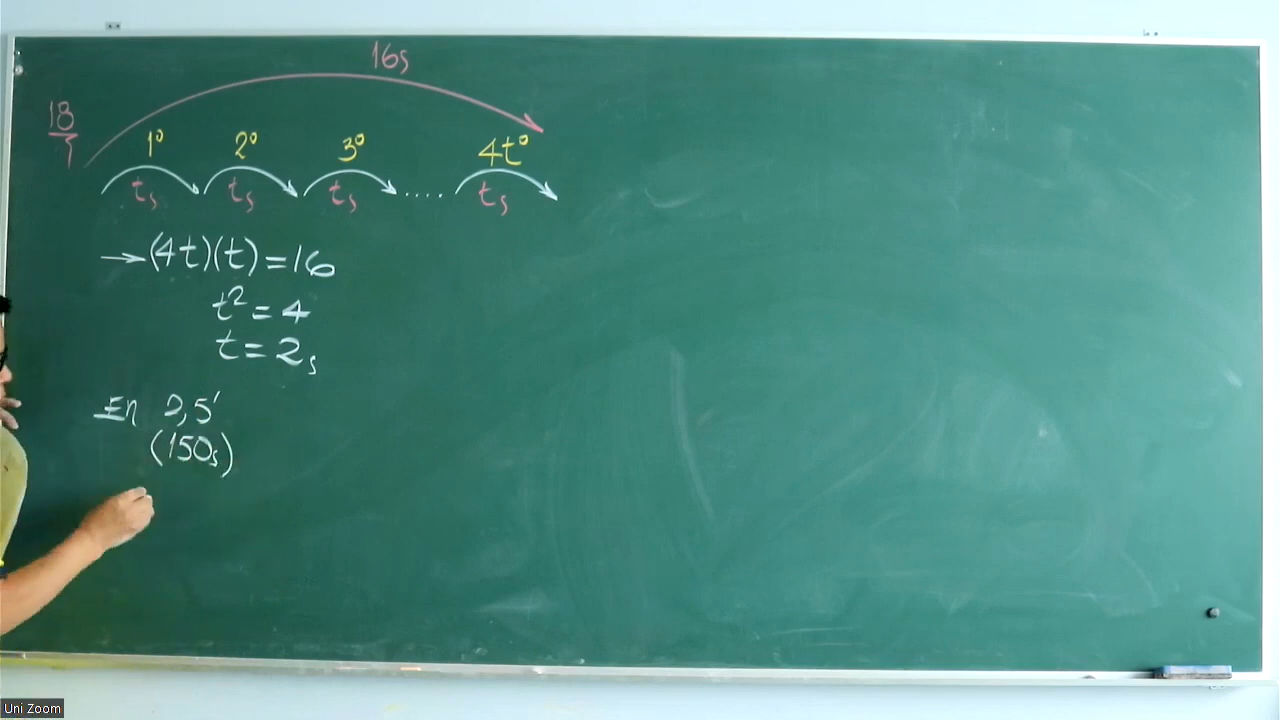 16s
18
1° 2° 3° 4t°
ts ts ts ..... ts
→(4t)(t)=16
t²=4
t=2s
En 2,5'
(150s)
Uni Zoom